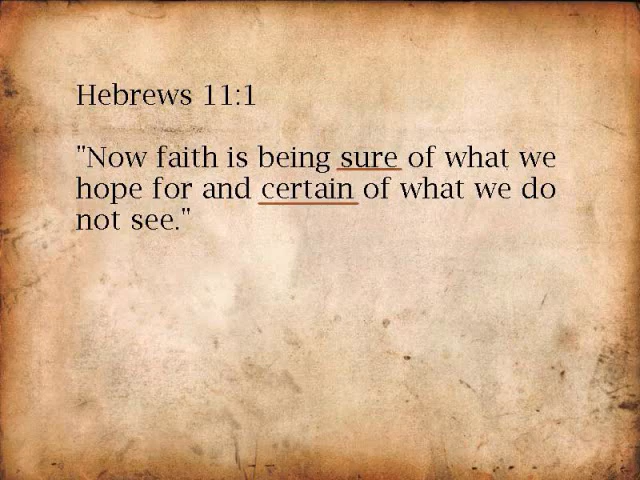 Hebrews 11:1
"Now faith is being sure of what we
hope for and certain of what we do
not see."